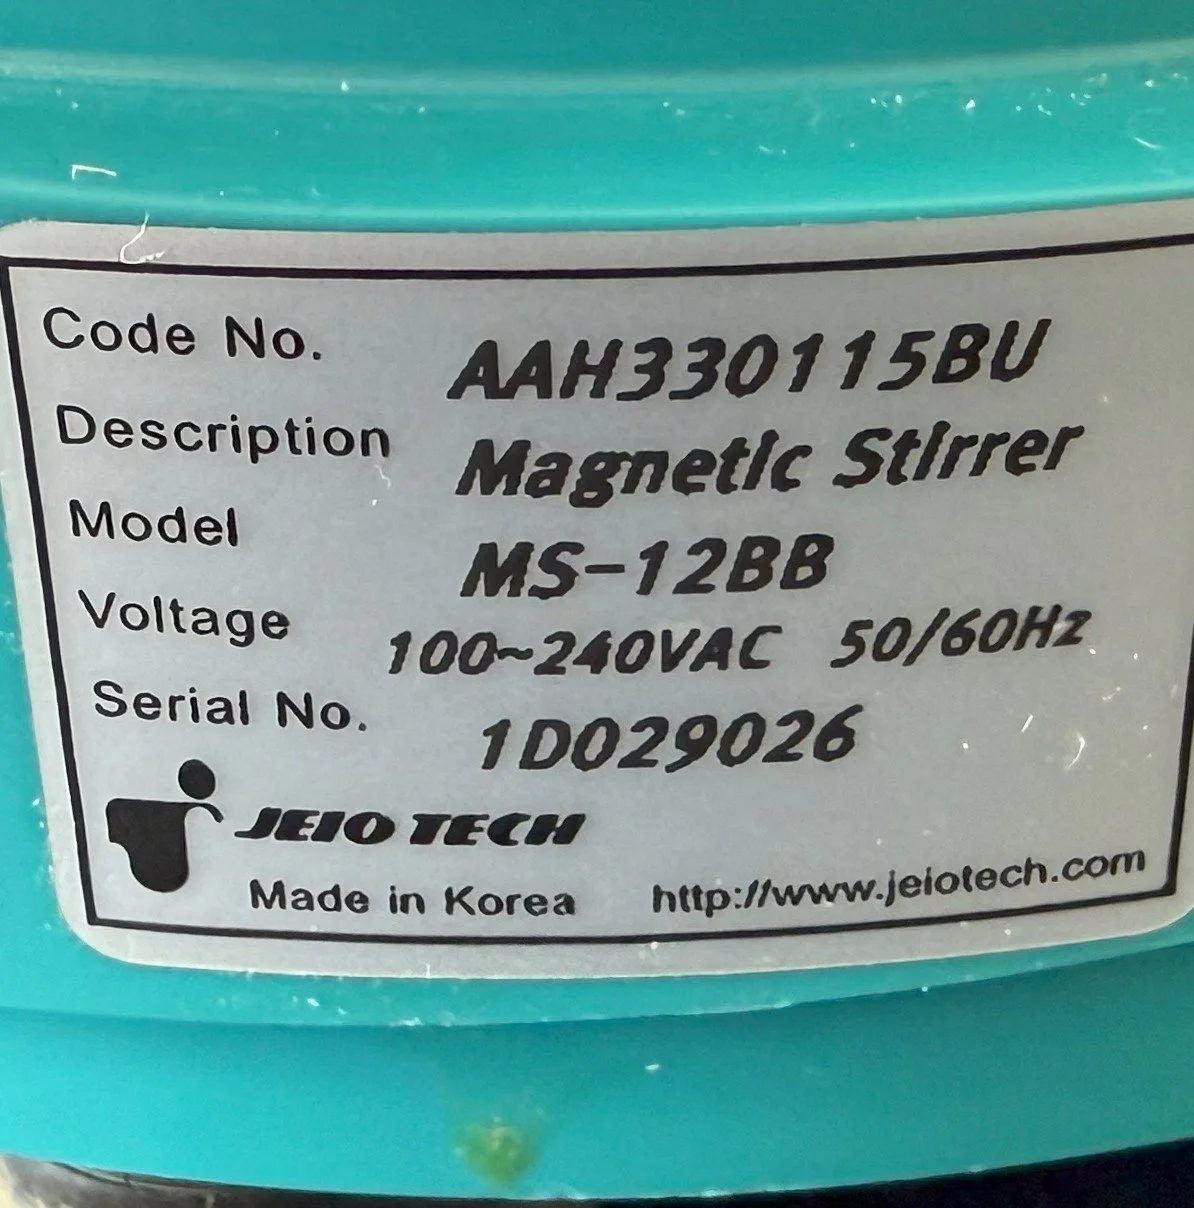 Code No. AAH330115BU
Description Magnetic Stirrer
Model MS-12BB
Voltage 100~240VAC 50/60Hz
Serial No. 1D029026
JEIO TECH
Made in Korea http://www.jeiotech.com